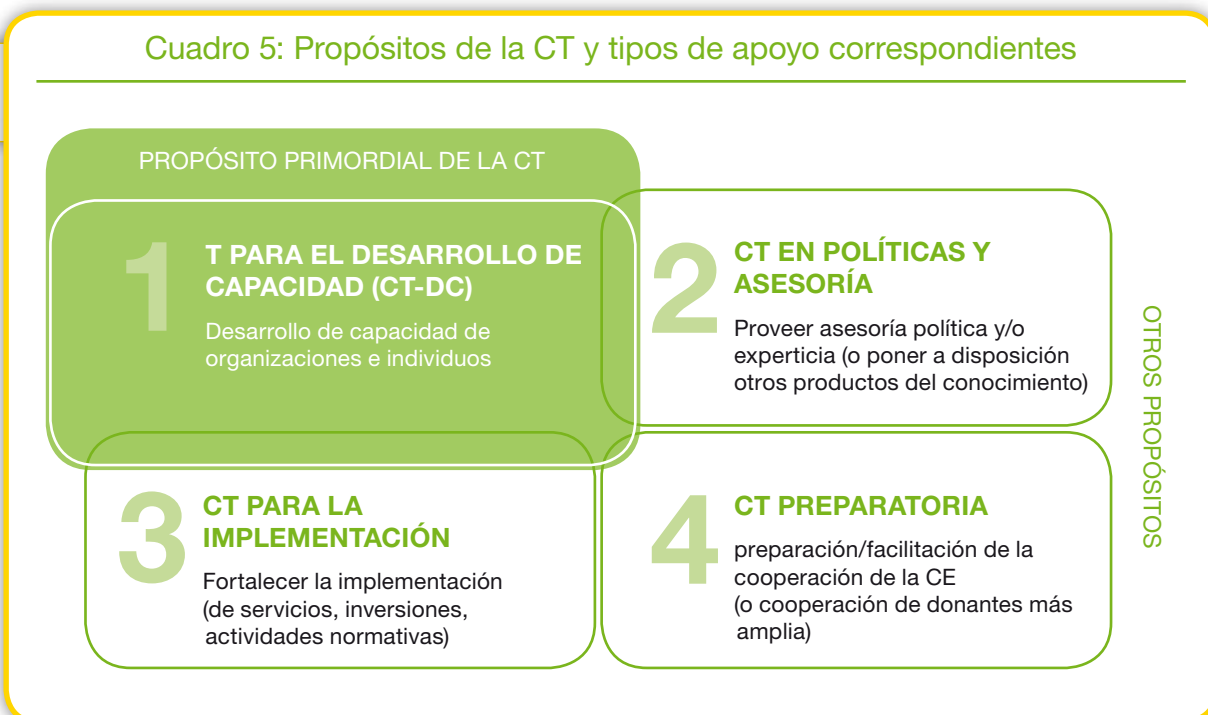 Cuadro 5: Propósitos de la CT y tipos de apoyo correspondientes
PROPÓSITO PRIMORDIAL DE LA CT
1
T PARA EL DESARROLLO DE
CAPACIDAD (CT-DC)
Desarrollo de capacidad de
organizaciones e individuos
2
CT EN POLÍTICAS Y
ASESORÍA
Proveer asesoría política y/o
experticia (o poner a disposición
otros productos del conocimiento)
3
CT PARA LA
IMPLEMENTACIÓN
Fortalecer la implementación
(de servicios, inversiones,
actividades normativas)
4
CT PREPARATORIA
preparación/facilitación de la
cooperación de la CE
(o cooperación de donantes más
amplia)
OTROS PROPÓSITOS